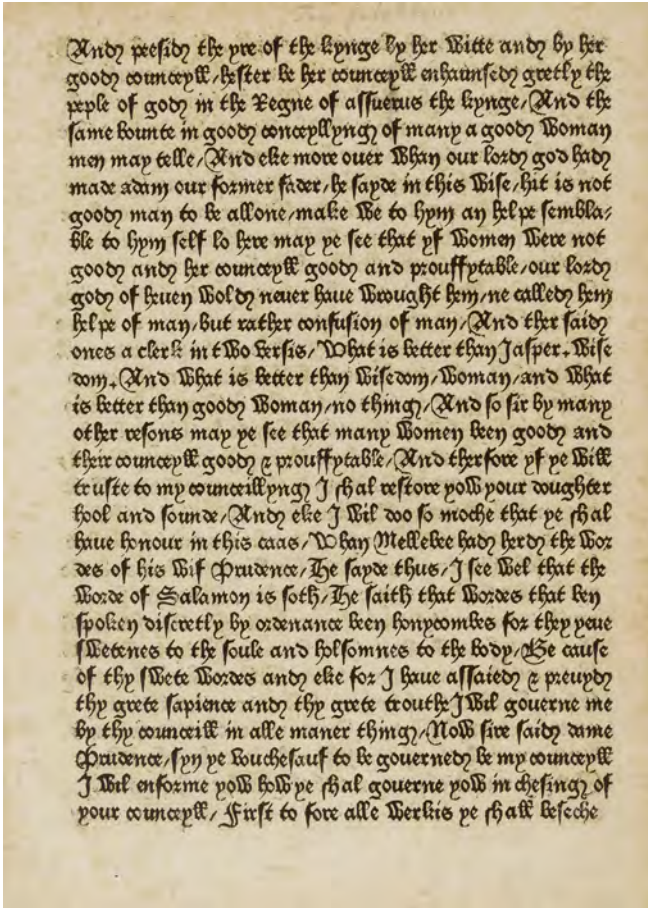 And peesid the yre of the kynge by her witte and by her
good counceyll/hester be her counceyll enhaunsed gretly the
peple of god in the Regne of assuerus the kynge/And the
same bounte in good conceyllyng of many a good woman
men may telle/And eke more ouer whan our lord god had
made adam our former fader/he sayde in this wise/hit is not
good man to be allone/make we to hym an helpe sembla/
ble to hym self lo here may ye see that yf women were not
good and her counceyll good and prouffytable/our lord
god of heuen wold neuer haue wrought hem/ne called hem
helpe of man/but rather confusion of man/And ther said
ones a clerk in two versis/What is better than Jasper. wise
dom. And what is better than wisedom/woman/and what
is better than good woman/no thing/And so sir by many
other resons may ye see that many women been good and
their counceyll good & prouffytable/And therfore yf ye will
truste to my counceillyng J shal restore yow your doughter
hool and sounde/And eke J wil doo so moche that ye shal
haue honour in this caas/Whan Mellebee had herd the wor
des of his wif Prudence/He sayde thus/J see wel that the
worde of Salamon is soth/He saith that wordes that ben
spoken discretly by ordenance been honycombes for they yeue
swetenes to the soule and holsomnes to the body/Be cause
of thy swete wordes and eke for J haue assaied & preuyd
thy grete sapience and thy grete trouthe J wil gouerne me
by thy counceill in alle maner thing/Now sire said dame
Prudence/syn ye vouchesauf to be gouerned be my counceyll
J wil enforme yow how ye shal gouerne yow in chesing of
your counceyll/ First to fore alle werkis ye shall beseche